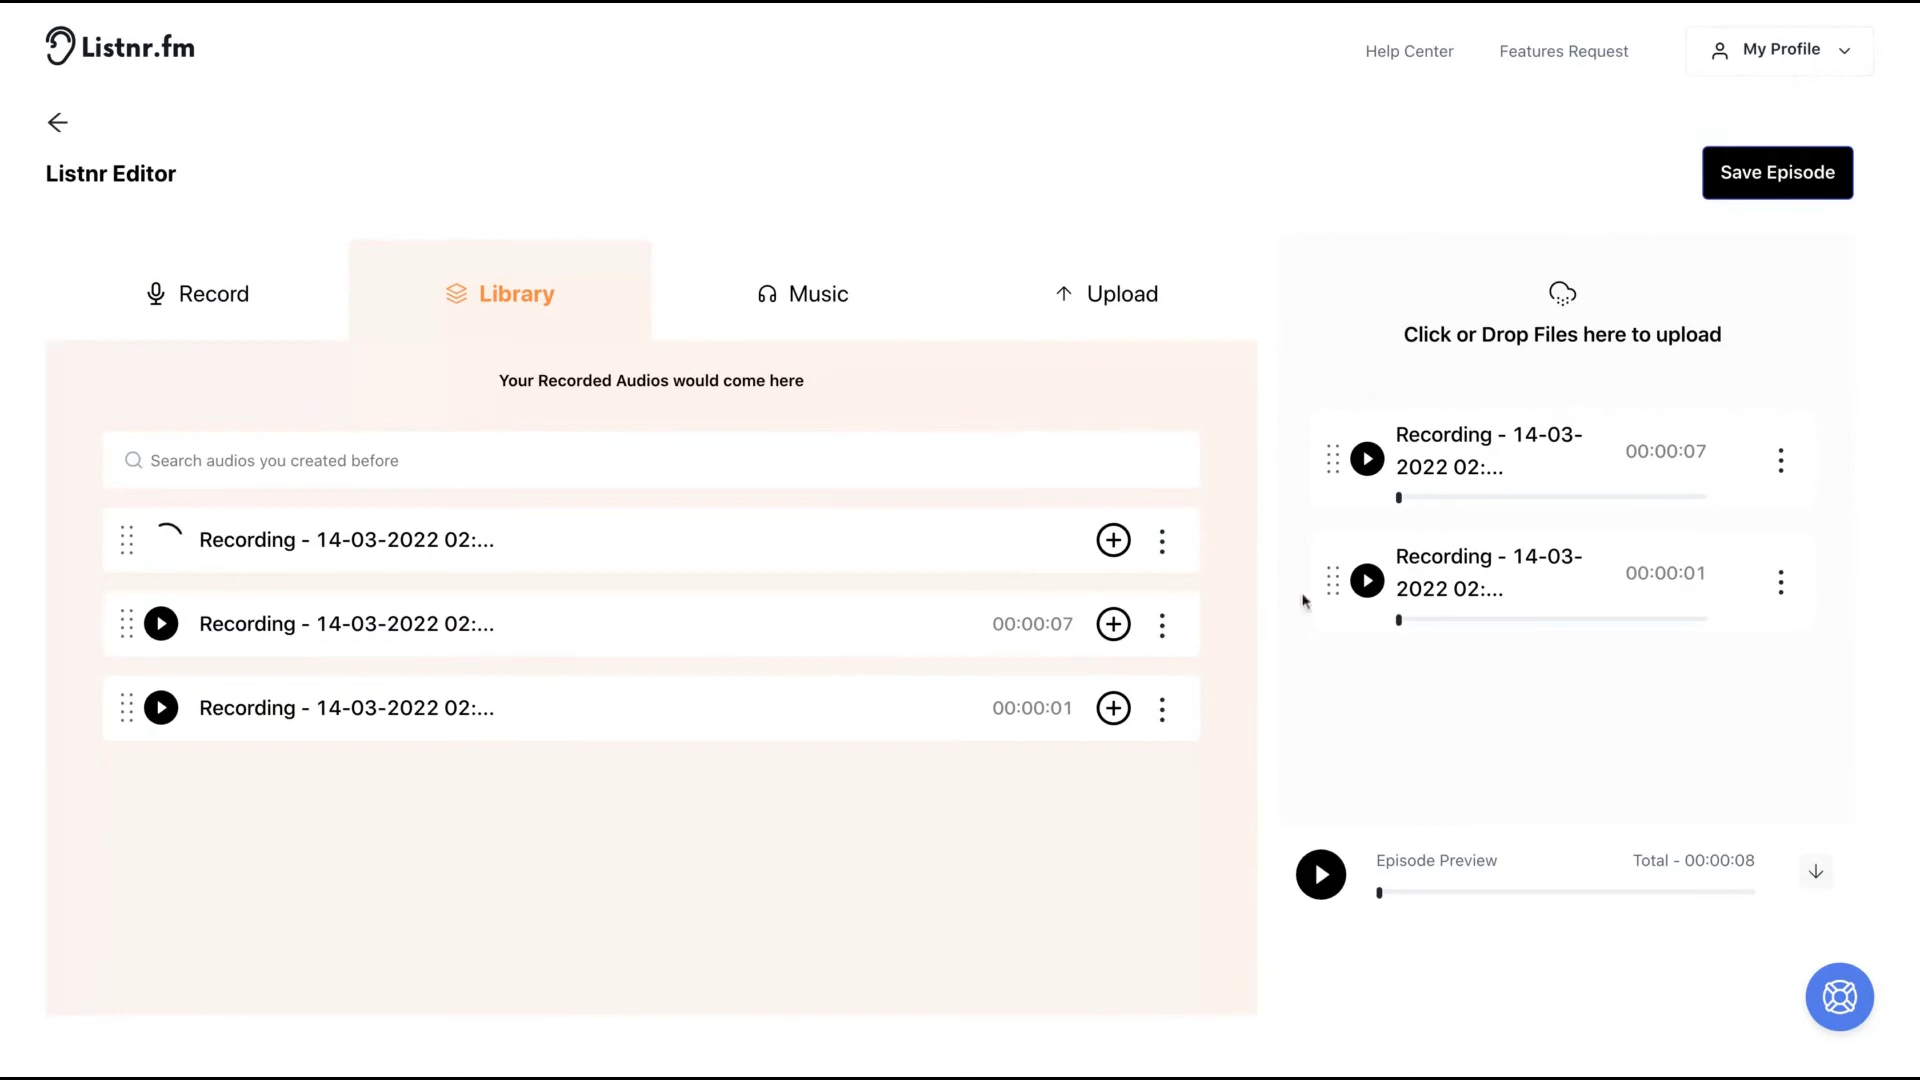 Listnr.fm
Help Center
Features Request
My Profile
Listnr Editor
Save Episode
Record
Library
Music
Upload
Your Recorded Audios would come here
Search audios you created before
Recording - 14-03-2022 02:...
Recording - 14-03-2022 02:...
00:00:07
Recording - 14-03-2022 02:...
00:00:01
Click or Drop Files here to upload
Recording - 14-03-
2022 02:...
00:00:07
Recording - 14-03-
2022 02:...
00:00:01
Episode Preview
Total - 00:00:08